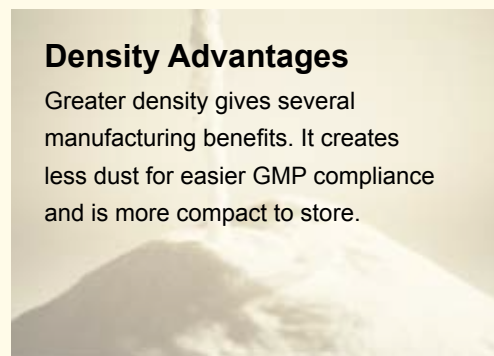 Density Advantages
Greater density gives several
manufacturing benefits. It creates
less dust for easier GMP compliance
and is more compact to store.